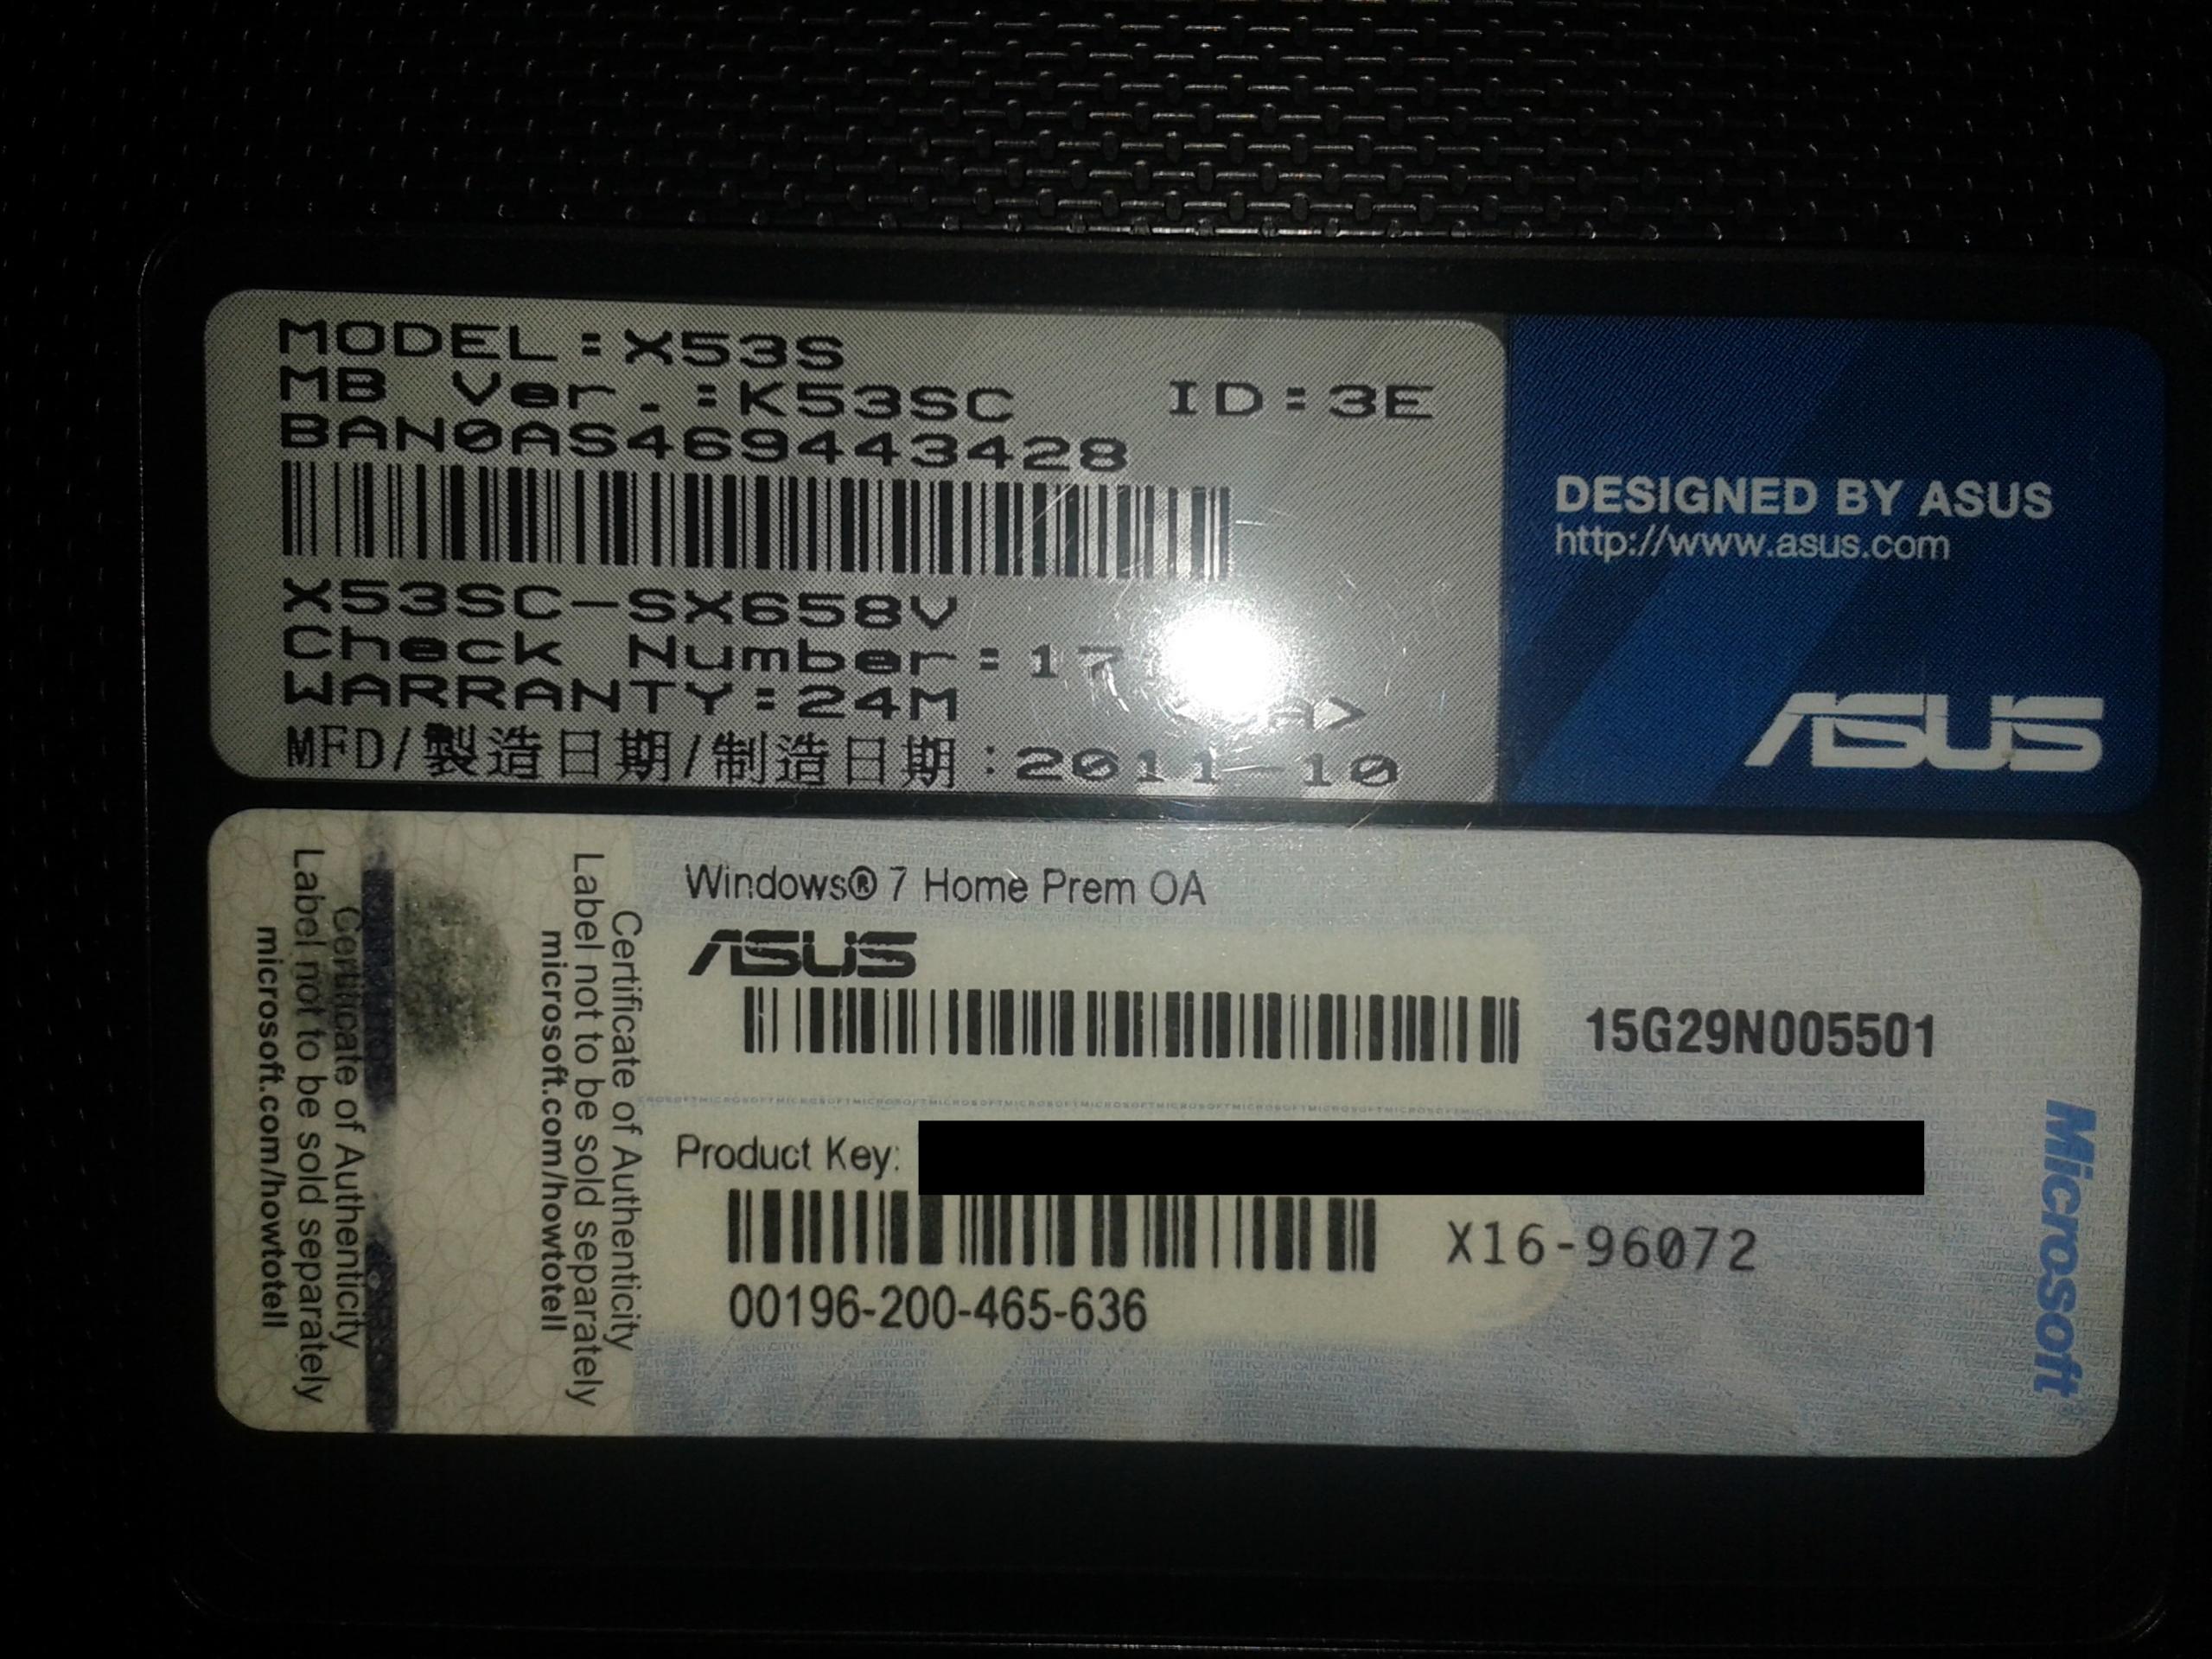 MODEL:X53S
MB Ver.:K53SC ID:3E
BAN0AS469443428
X53SC-SX658V
Check Number:17
WARRANTY:24M
MFD/製造日期/制造日期:2011-10
DESIGNED BY ASUS
http://www.asus.com
ASUS
Certificate of Authenticity
Label not to be sold separately
microsoft.com/howtotell
Certificate of Authenticity
Label not to be sold separately
microsoft.com/howtotell
Windows® 7 Home Prem OA
ASUS
15G29N005501
Product Key:
X16-96072
00196-200-465-636
Microsoft